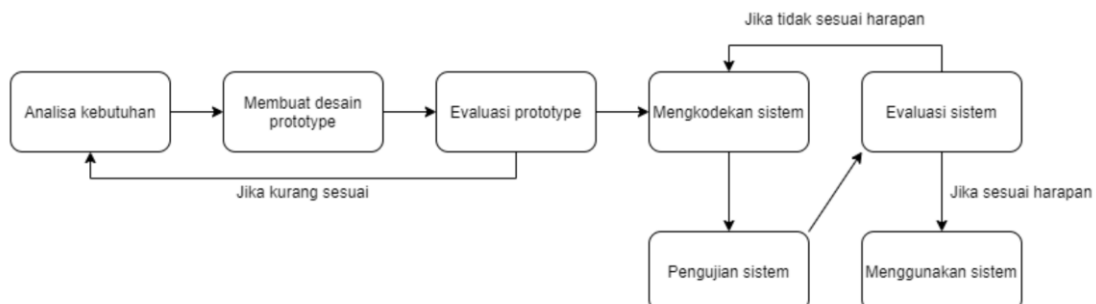 Jika tidak sesuai harapan
Analisa kebutuhan
Membuat desain
prototype
Evaluasi prototype
Mengkodekan sistem
Evaluasi sistem
Jika kurang sesuai
Jika sesuai harapan
Pengujian sistem
Menggunakan sistem